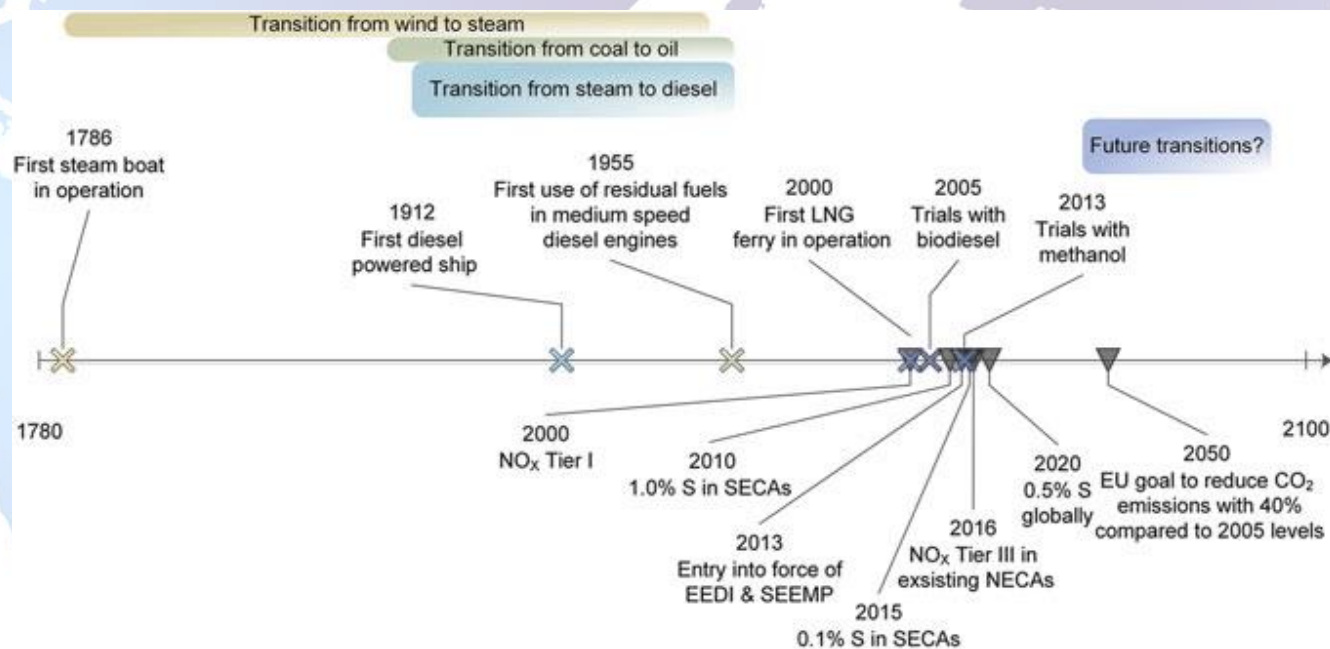 Transition from wind to steam
Transition from coal to oil
Transition from steam to diesel
Future transitions?
1786
First steam boat
in operation
1912
First diesel
powered ship
1955
First use of residual fuels
in medium speed
diesel engines
2000
First LNG
ferry in operation
2005
Trials with
biodiesel
2013
Trials with
methanol
1780
2100
2000
NOₓ Tier I
2010
1.0% S in SECAs
2013
Entry into force of
EEDI & SEEMP
2015
0.1% S in SECAs
2016
NOₓ Tier III in
exsisting NECAs
2020
0.5% S
globally
2050
EU goal to reduce CO₂
emissions with 40%
compared to 2005 levels